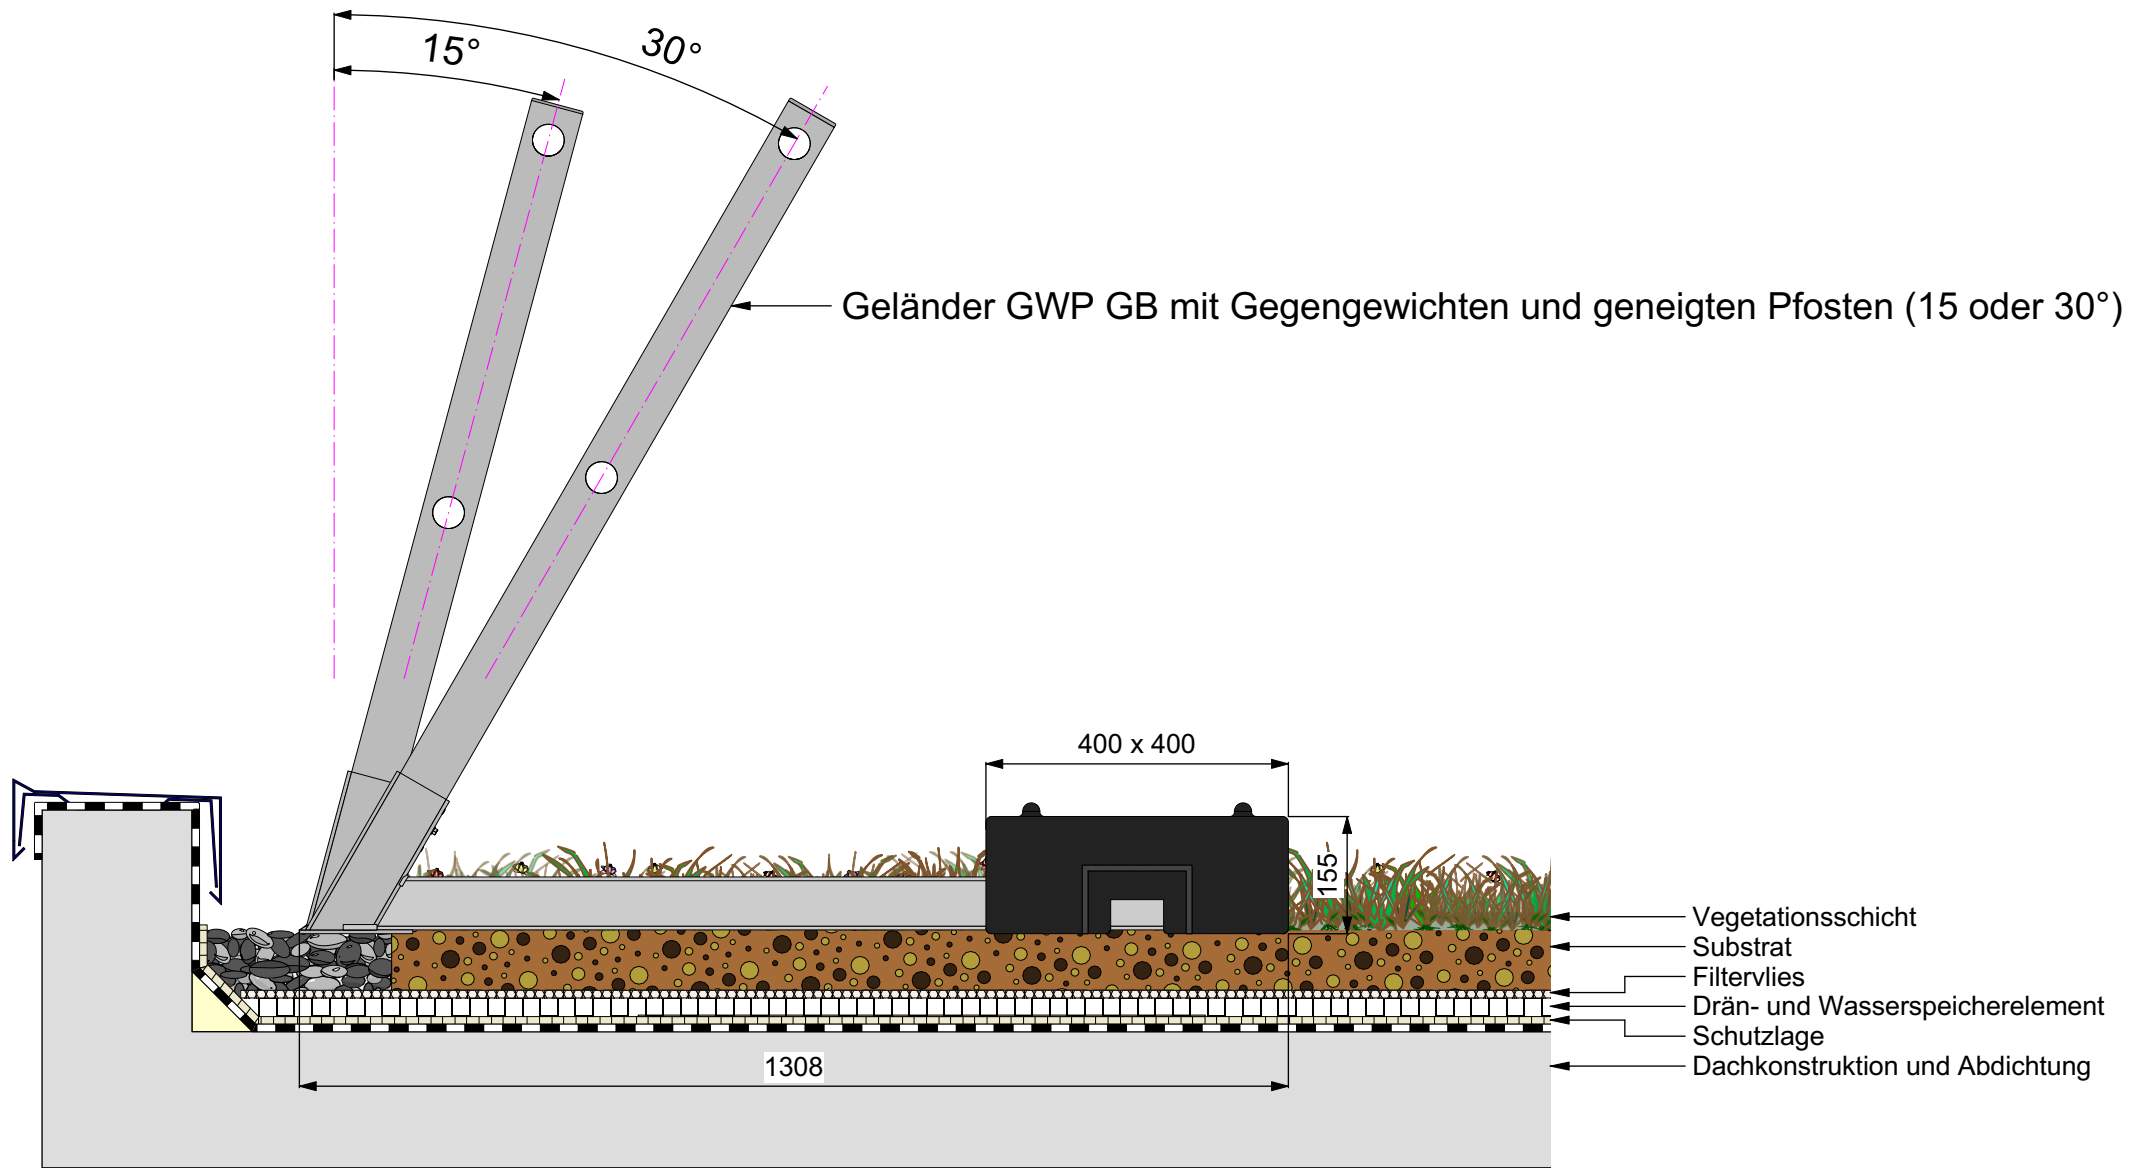 15°
30°
Geländer GWP GB mit Gegengewichten und geneigten Pfosten (15 oder 30°)
400 x 400
155
Vegetationsschicht
Substrat
Filtervlies
Drän- und Wasserspeicherelement
Schutzlage
Dachkonstruktion und Abdichtung
1308